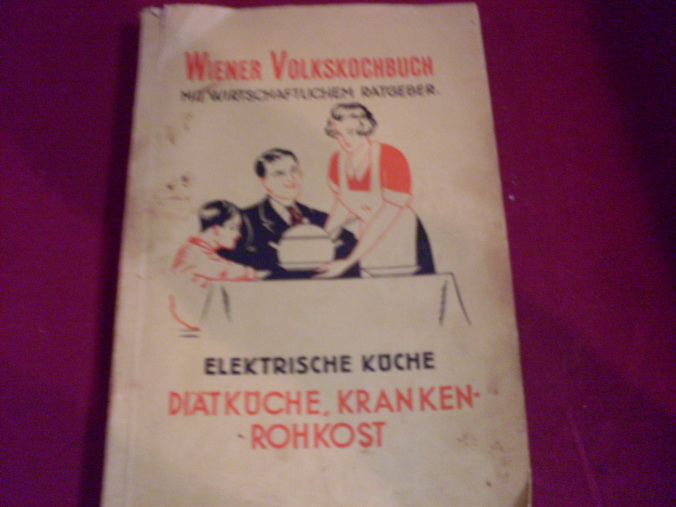 WIENER VOLKSKOCHBUCH
MIT WIRTSCHAFTLICHEM RATGEBER.
ELEKTRISCHE KÜCHE
DIÄTKÜCHE, KRANKEN-
-ROHKOST